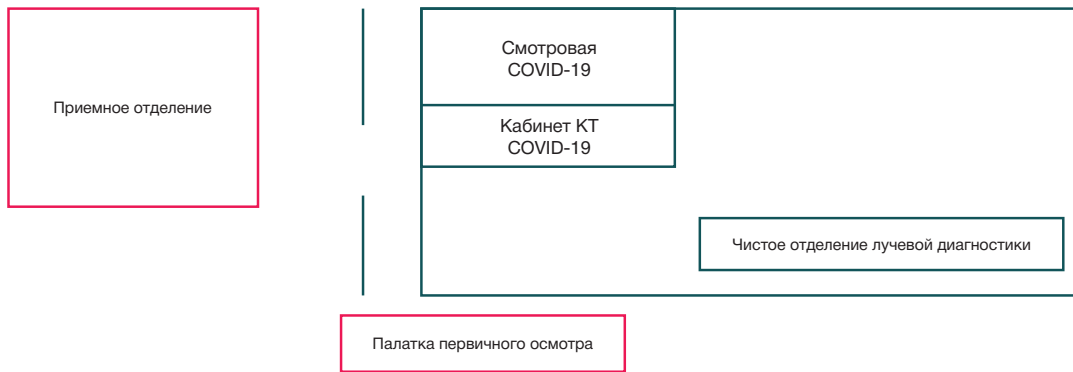 Приемное отделение
Смотровая
COVID-19
Кабинет КТ
COVID-19
Чистое отделение лучевой диагностики
Палатка первичного осмотра